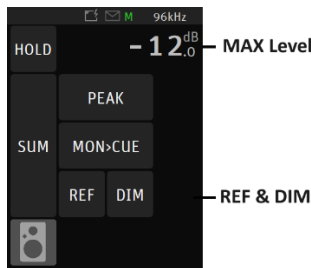 M 96kHz
HOLD -12.0 dB MAX Level
PEAK
SUM MON>CUE
REF DIM REF & DIM